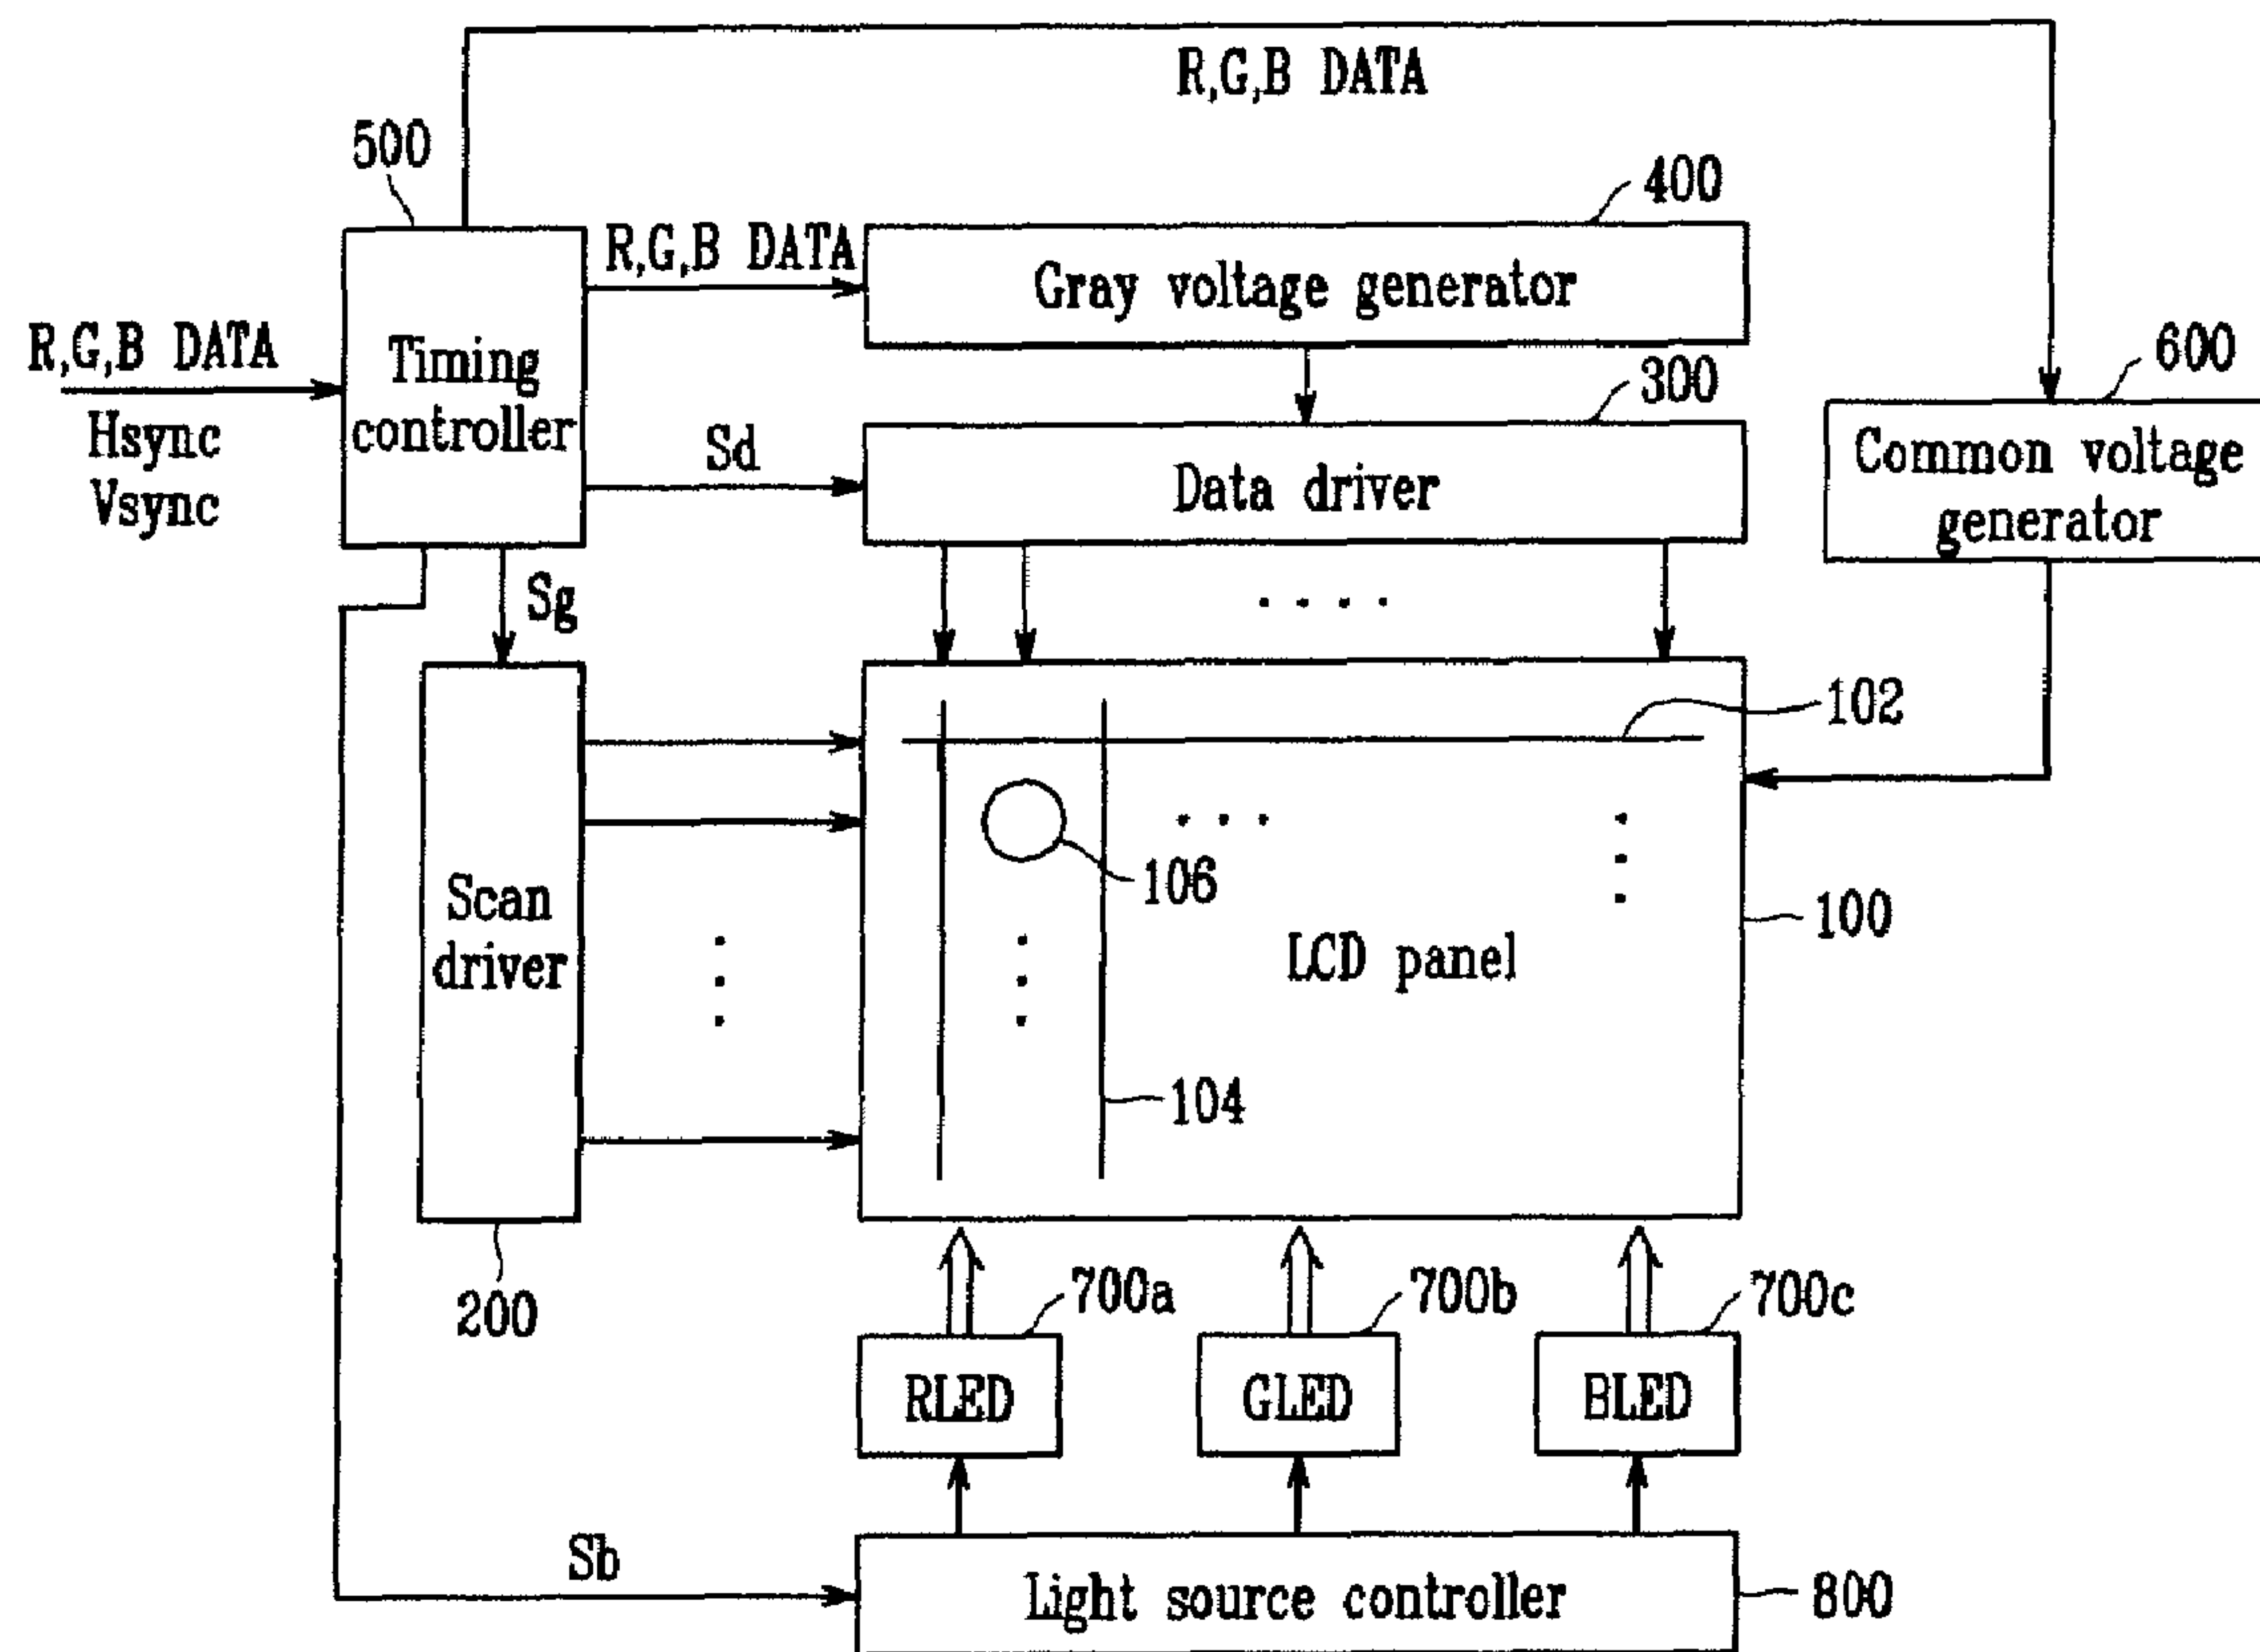 R,G,B DATA
500
400
R,G,B DATA
Gray voltage generator
R,G,B DATA
Hsync
Vsync
Timing
controller
600
300
Common voltage
generator
Sd
Data driver
Sg
102
106
100
Scan
driver
LCD panel
104
200
700a
700b
700c
RLED
GLED
BLED
Sb
Light source controller
800